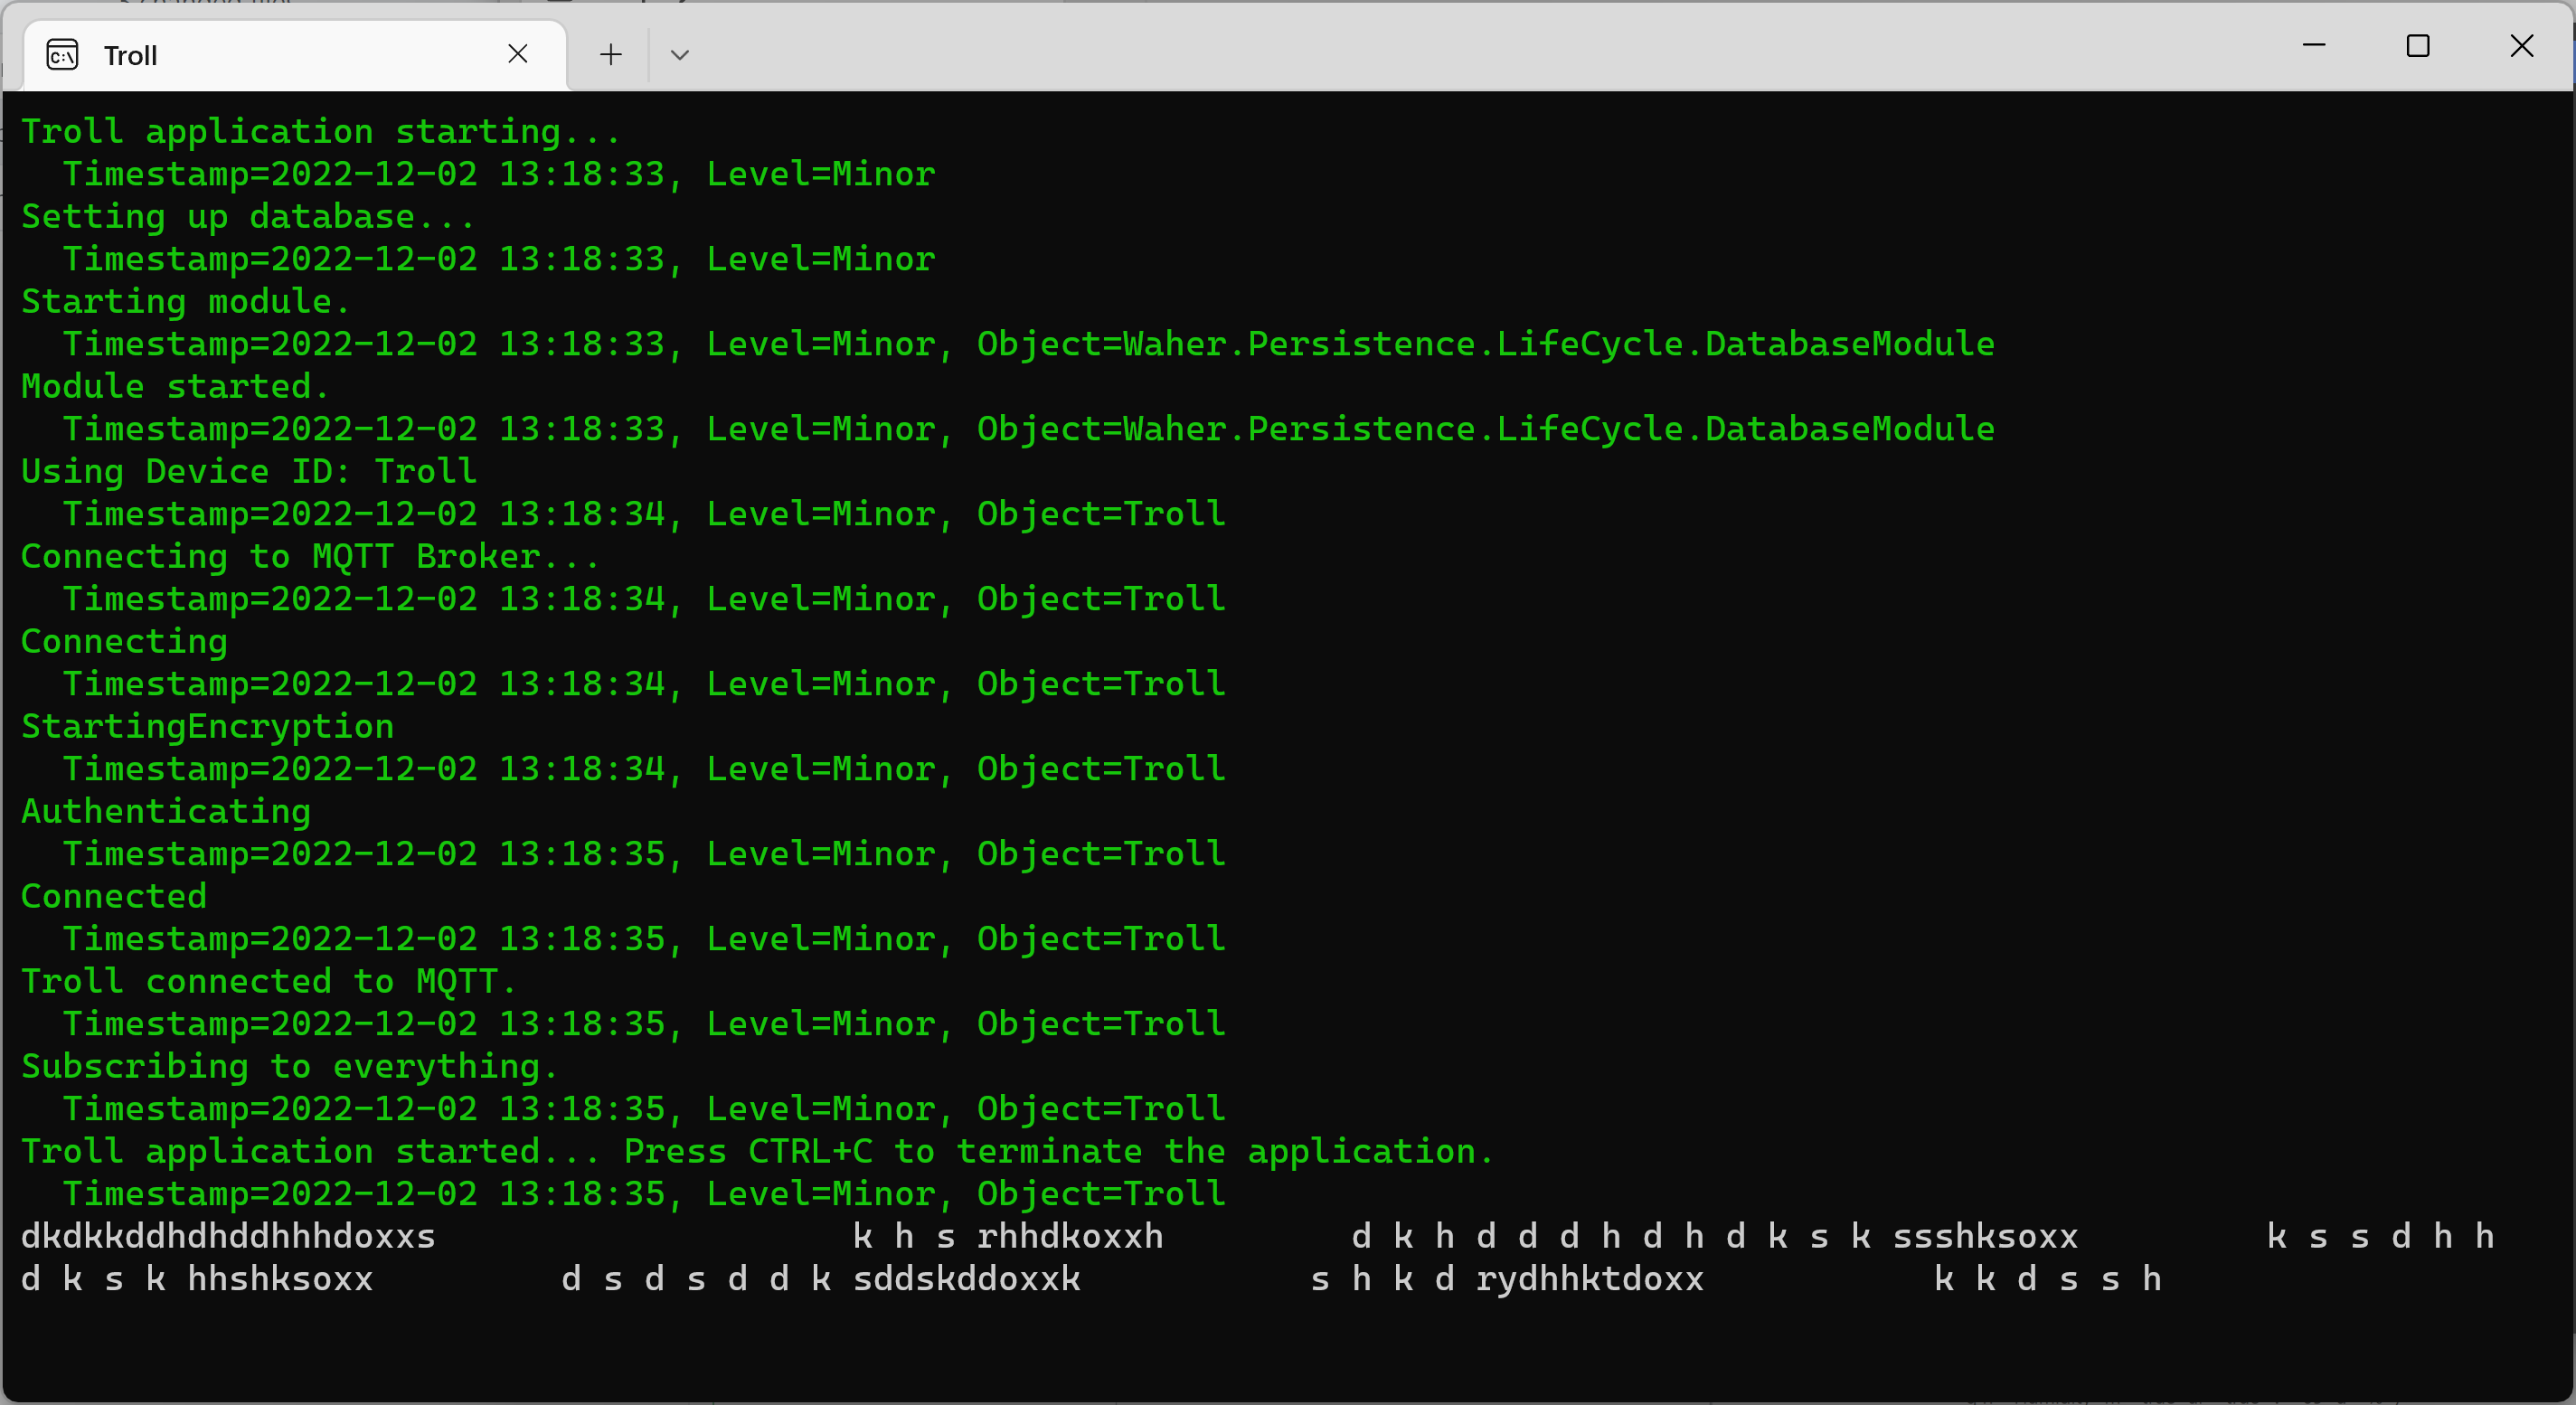 Troll
Troll application starting...
  Timestamp=2022-12-02 13:18:33, Level=Minor
Setting up database...
  Timestamp=2022-12-02 13:18:33, Level=Minor
Starting module.
  Timestamp=2022-12-02 13:18:33, Level=Minor, Object=Waher.Persistence.LifeCycle.DatabaseModule
Module started.
  Timestamp=2022-12-02 13:18:33, Level=Minor, Object=Waher.Persistence.LifeCycle.DatabaseModule
Using Device ID: Troll
  Timestamp=2022-12-02 13:18:34, Level=Minor, Object=Troll
Connecting to MQTT Broker...
  Timestamp=2022-12-02 13:18:34, Level=Minor, Object=Troll
Connecting
  Timestamp=2022-12-02 13:18:34, Level=Minor, Object=Troll
StartingEncryption
  Timestamp=2022-12-02 13:18:34, Level=Minor, Object=Troll
Authenticating
  Timestamp=2022-12-02 13:18:35, Level=Minor, Object=Troll
Connected
  Timestamp=2022-12-02 13:18:35, Level=Minor, Object=Troll
Troll connected to MQTT.
  Timestamp=2022-12-02 13:18:35, Level=Minor, Object=Troll
Subscribing to everything.
  Timestamp=2022-12-02 13:18:35, Level=Minor, Object=Troll
Troll application started... Press CTRL+C to terminate the application.
  Timestamp=2022-12-02 13:18:35, Level=Minor, Object=Troll
dkdkkddhdhddhhhdoxxs                    k h s rhhdkoxxh         d k h d d d h d h d k s k ssshksoxx         k s s d h h
d k s k hhshksoxx         d s d s d d k sddskddoxxk           s h k d rydhhktdoxx           k k d s s h